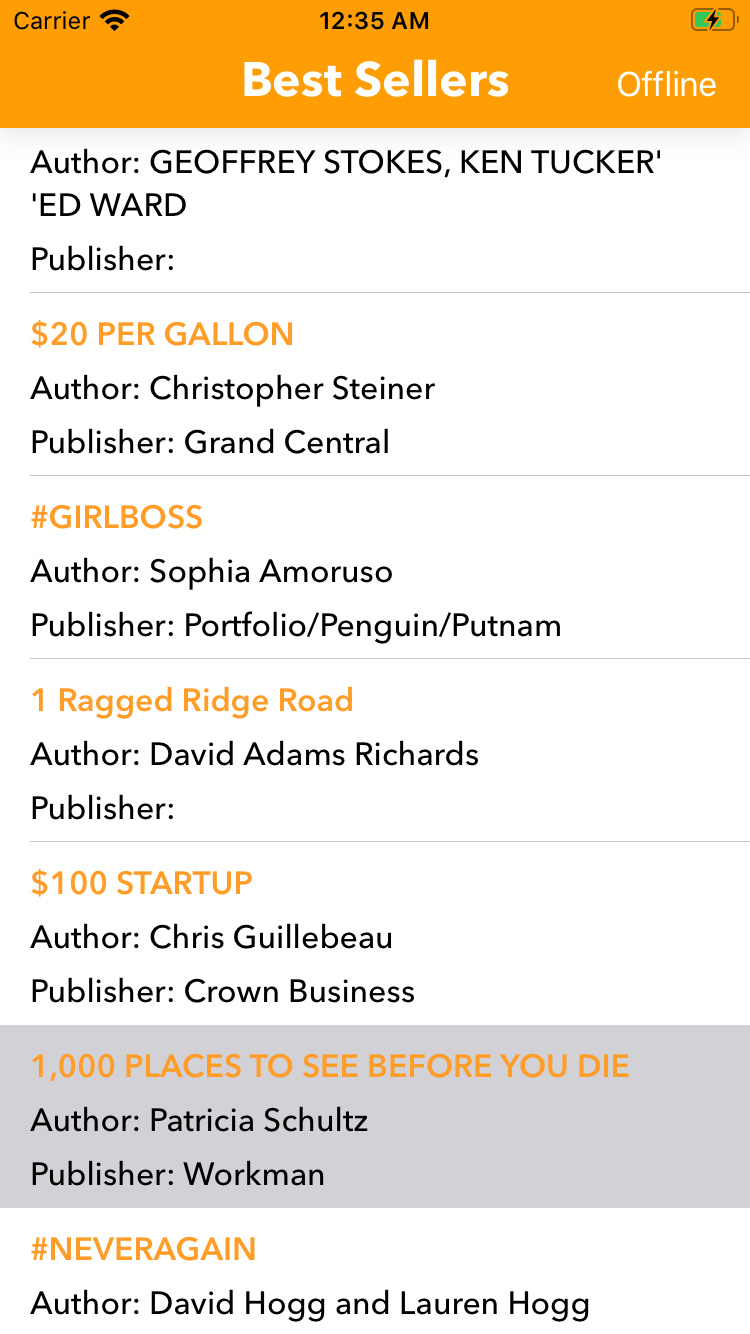 Carrier 12:35 AM
Best Sellers Offline
Author: GEOFFREY STOKES, KEN TUCKER'
'ED WARD
Publisher:
$20 PER GALLON
Author: Christopher Steiner
Publisher: Grand Central
#GIRLBOSS
Author: Sophia Amoruso
Publisher: Portfolio/Penguin/Putnam
1 Ragged Ridge Road
Author: David Adams Richards
Publisher:
$100 STARTUP
Author: Chris Guillebeau
Publisher: Crown Business
1,000 PLACES TO SEE BEFORE YOU DIE
Author: Patricia Schultz
Publisher: Workman
#NEVERAGAIN
Author: David Hogg and Lauren Hogg